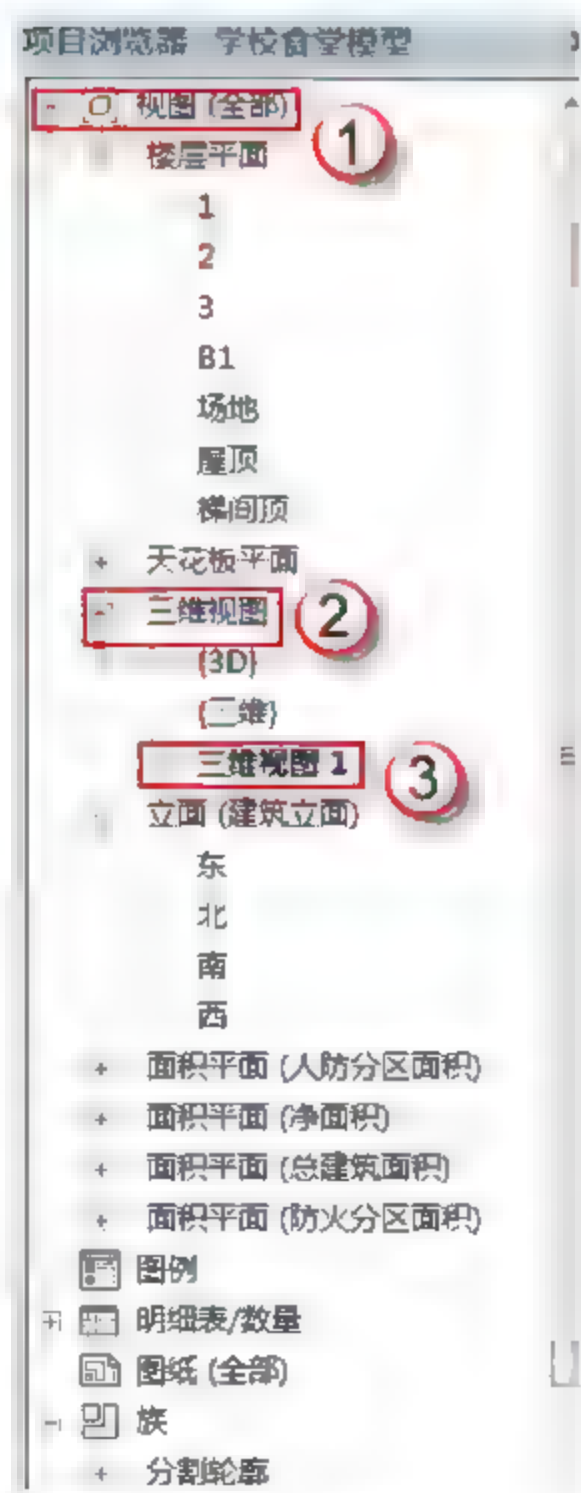 项目浏览器 学校食堂模型
视图 (全部)
①
楼层平面
1
2
3
B1
场地
屋顶
梯间顶
天花板平面
三维视图
②
{3D}
{三维}
三维视图 1
③
立面 (建筑立面)
东
北
南
西
面积平面 (人防分区面积)
面积平面 (净面积)
面积平面 (总建筑面积)
面积平面 (防火分区面积)
图例
明细表/数量
图纸 (全部)
族
分割轮廓